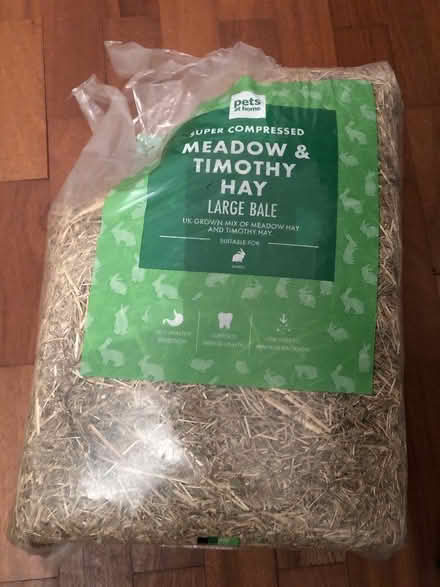 pets
at home
SUPER COMPRESSED
MEADOW &
TIMOTHY
HAY
LARGE BALE
UK GROWN MIX OF MEADOW HAY
AND TIMOTHY HAY
SUITABLE FOR